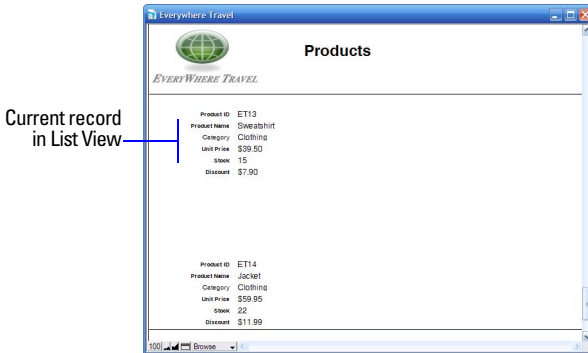 Everywhere Travel
Products
EVERYWHERE TRAVEL
Current record
in List View
Product ID ET13
Product Name Sweatshirt
Category Clothing
Unit Price $39.50
Stock 15
Discount $7.90
Product ID ET14
Product Name Jacket
Category Clothing
Unit Price $59.95
Stock 22
Discount $11.99
100 Browse